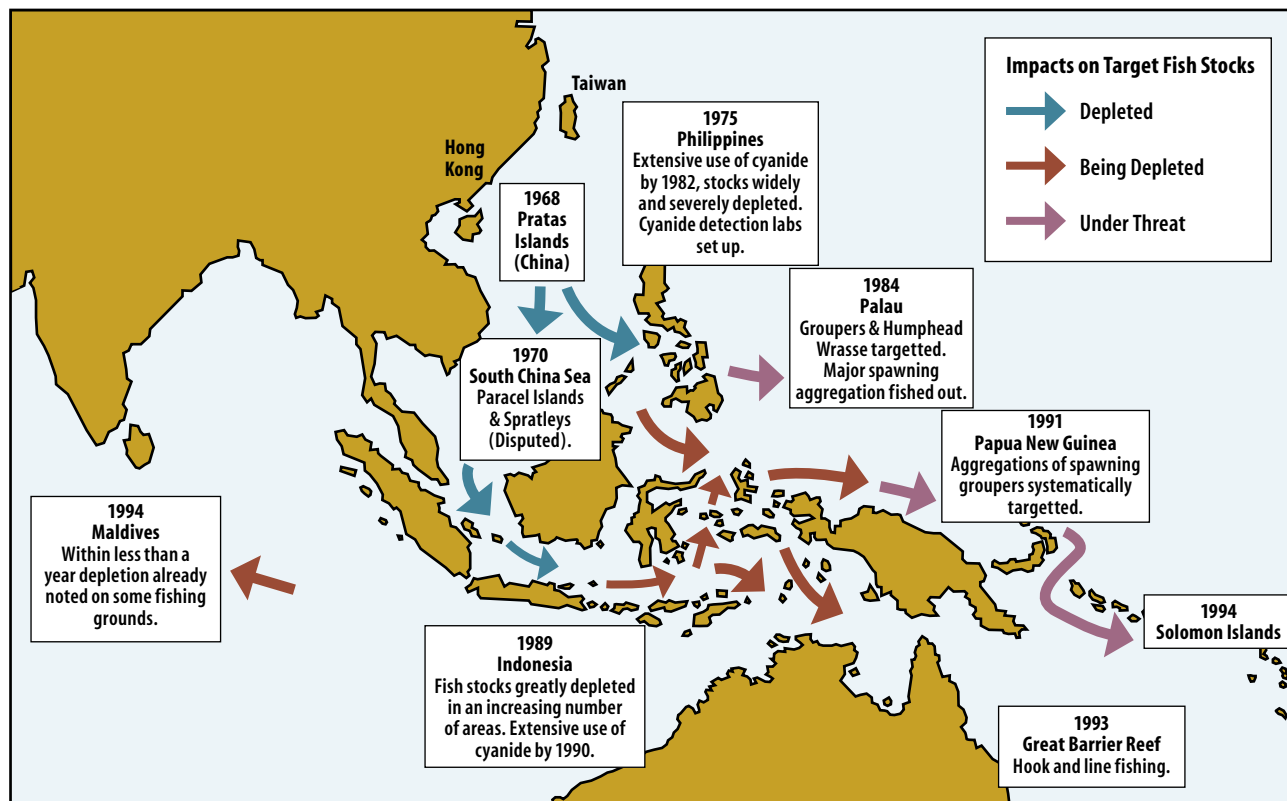 Taiwan
Hong
Kong
1968
Pratas
Islands
(China)
1975
Philippines
Extensive use of cyanide
by 1982, stocks widely
and severely depleted.
Cyanide detection labs
set up.
Impacts on Target Fish Stocks
Depleted
Being Depleted
Under Threat
1984
Palau
Groupers & Humphead
Wrasse targetted.
Major spawning
aggregation fished out.
1970
South China Sea
Paracel Islands
& Spratleys
(Disputed).
1991
Papua New Guinea
Aggregations of spawning
groupers systematically
targetted.
1994
Maldives
Within less than a
year depletion already
noted on some fishing
grounds.
1994
Solomon Islands
1989
Indonesia
Fish stocks greatly depleted
in an increasing number
of areas. Extensive use of
cyanide by 1990.
1993
Great Barrier Reef
Hook and line fishing.